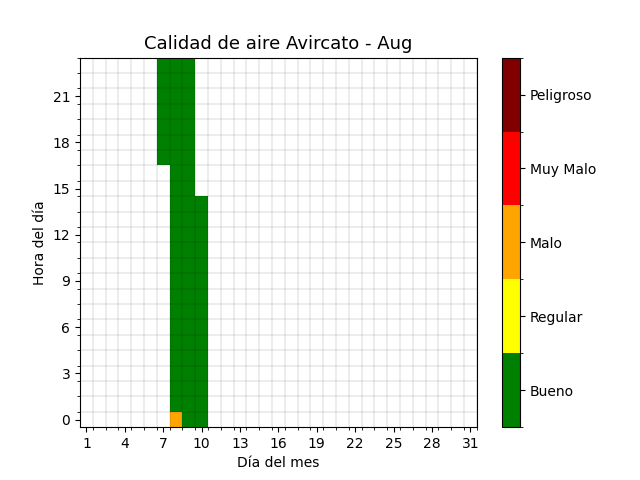 Calidad de aire Avircato - Aug
21
18
15
12
9
6
3
0
Hora del día
1 4 7 10 13 16 19 22 25 28 31
Día del mes
Peligroso
Muy Malo
Malo
Regular
Bueno